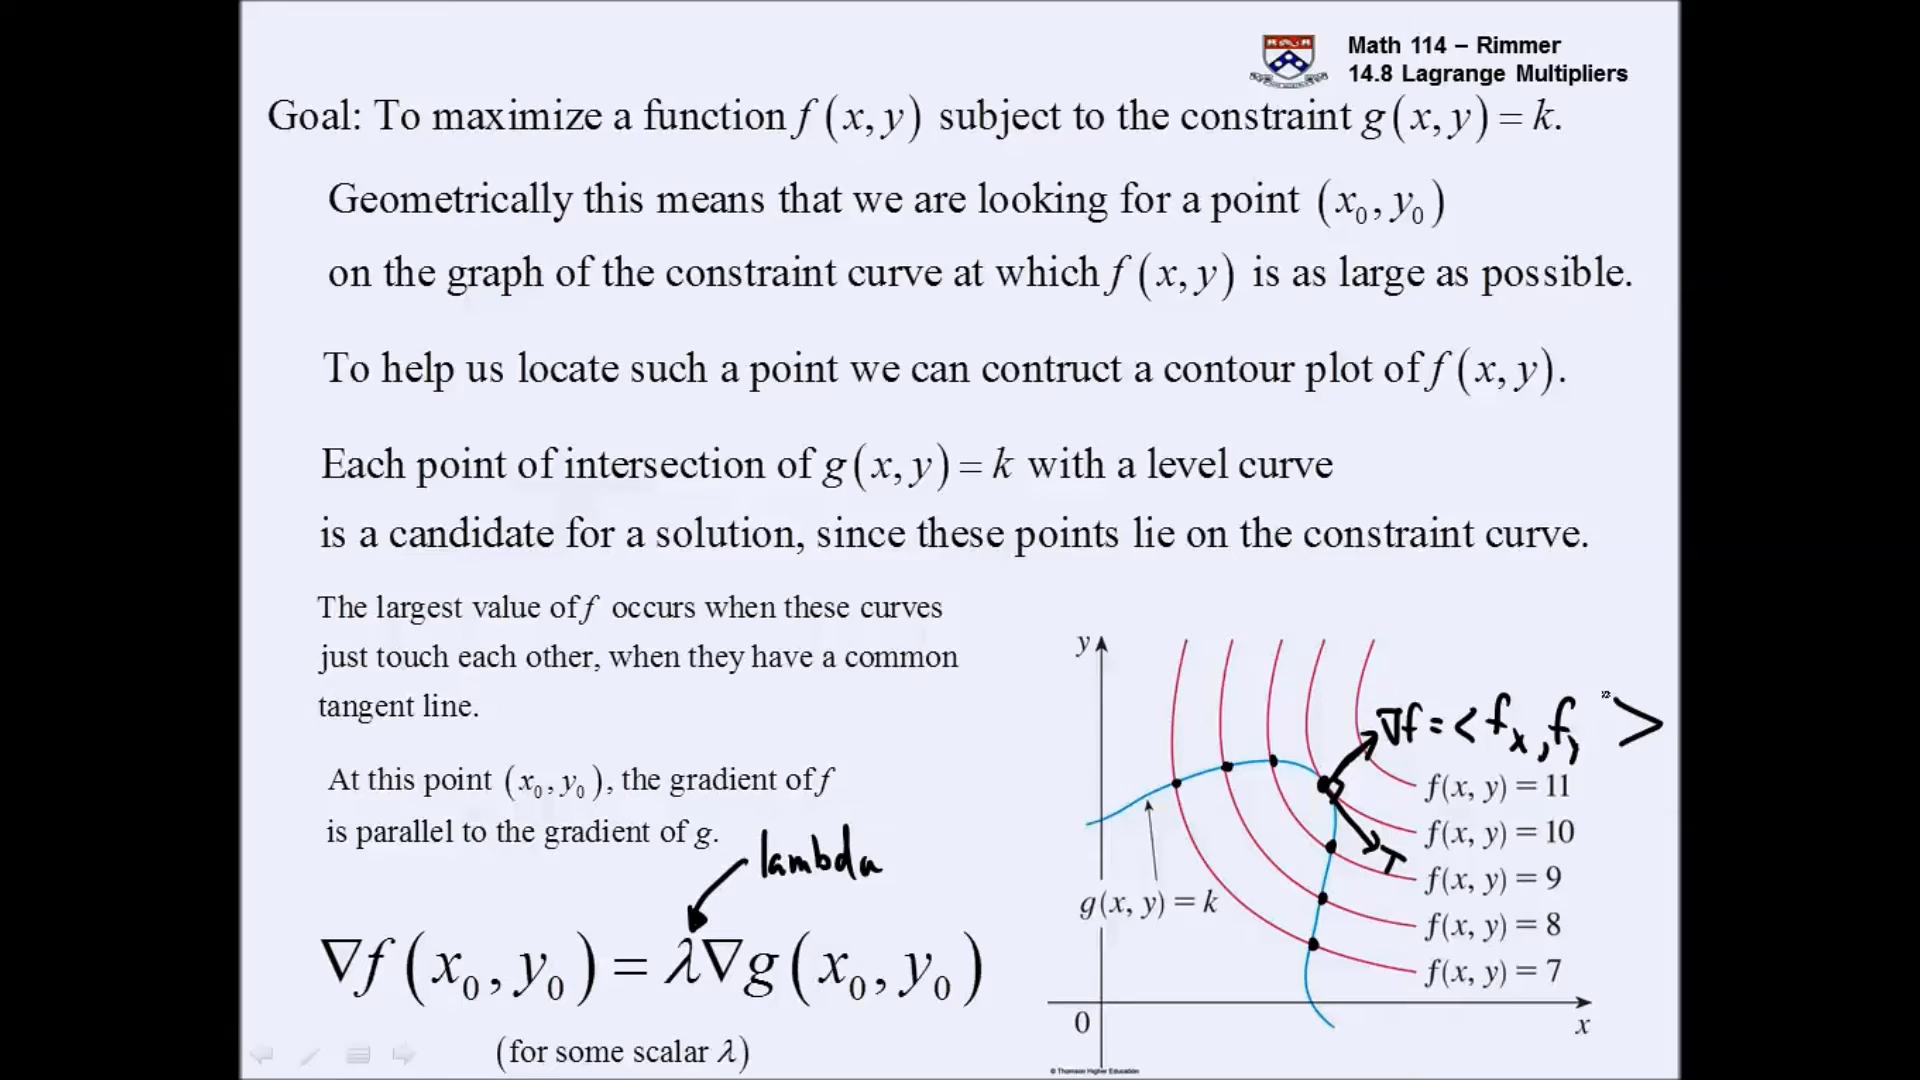 Math 114 – Rimmer
14.8 Lagrange Multipliers
Goal: To maximize a function f(x, y) subject to the constraint g(x, y) = k.
Geometrically this means that we are looking for a point (x₀, y₀)
on the graph of the constraint curve at which f(x, y) is as large as possible.
To help us locate such a point we can contruct a contour plot of f(x, y).
Each point of intersection of g(x, y) = k with a level curve
is a candidate for a solution, since these points lie on the constraint curve.
The largest value of f occurs when these curves
just touch each other, when they have a common
tangent line.
At this point (x₀, y₀), the gradient of f
is parallel to the gradient of g.
lambda
∇f(x₀, y₀) = λ∇g(x₀, y₀)
(for some scalar λ)
y
∇f = <fₓ, fᵧ>
f(x, y) = 11
f(x, y) = 10
T
f(x, y) = 9
g(x, y) = k
f(x, y) = 8
f(x, y) = 7
0
x
© Thomson Higher Education